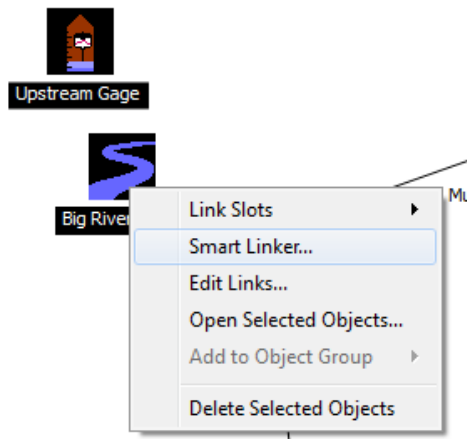 Upstream Gage
Big River
Mu
Link Slots
Smart Linker...
Edit Links...
Open Selected Objects...
Add to Object Group
Delete Selected Objects